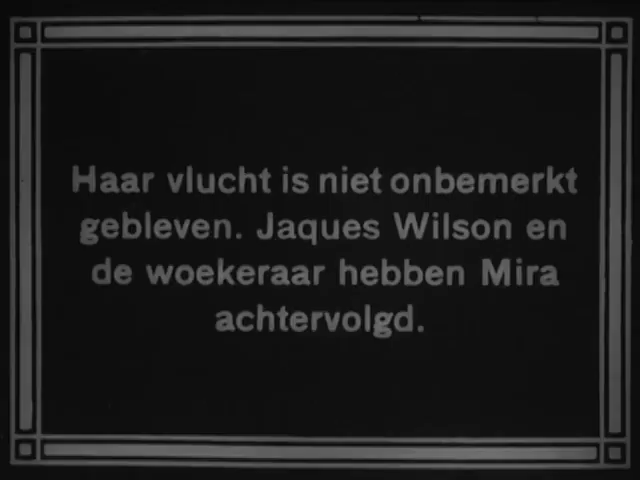 Haar vlucht is niet onbemerkt
gebleven. Jaques Wilson en
de woekeraar hebben Mira
achtervolgd.